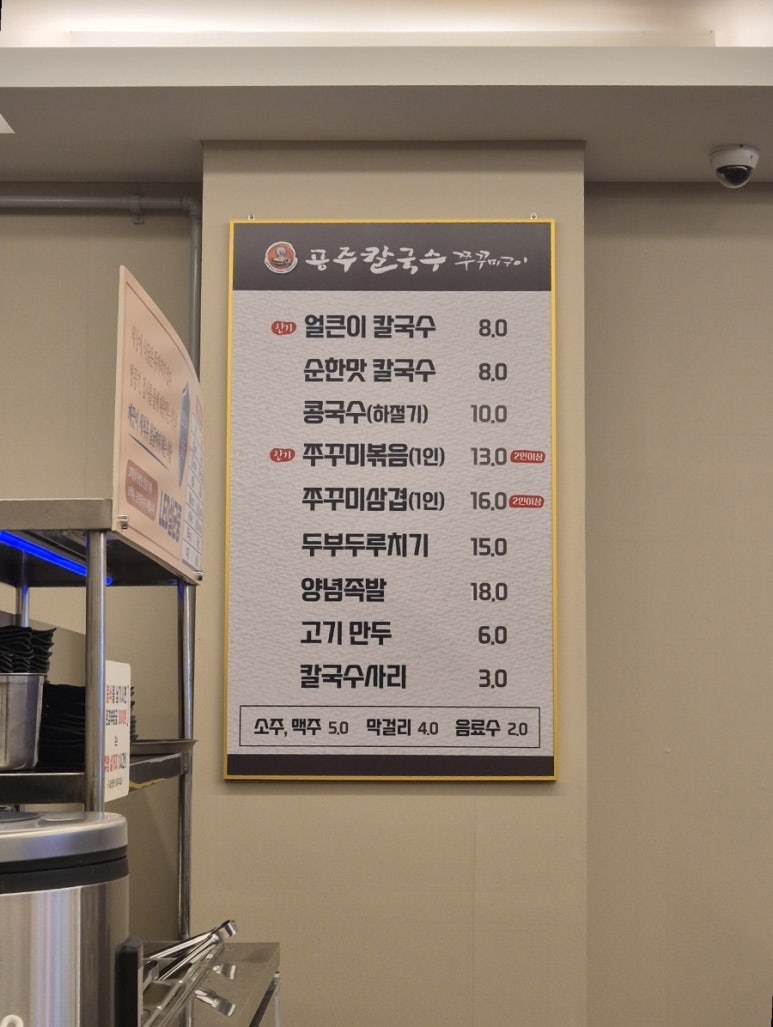 공주칼국수 쭈꾸미구이
인기 얼큰이 칼국수 8.0
순한맛 칼국수 8.0
콩국수(하절기) 10.0
인기 쭈꾸미볶음(1인) 13.0 2인이상
쭈꾸미삼겹(1인) 16.0 2인이상
두부두루치기 15.0
양념족발 18.0
고기 만두 6.0
칼국수사리 3.0
소주, 맥주 5.0 막걸리 4.0 음료수 2.0